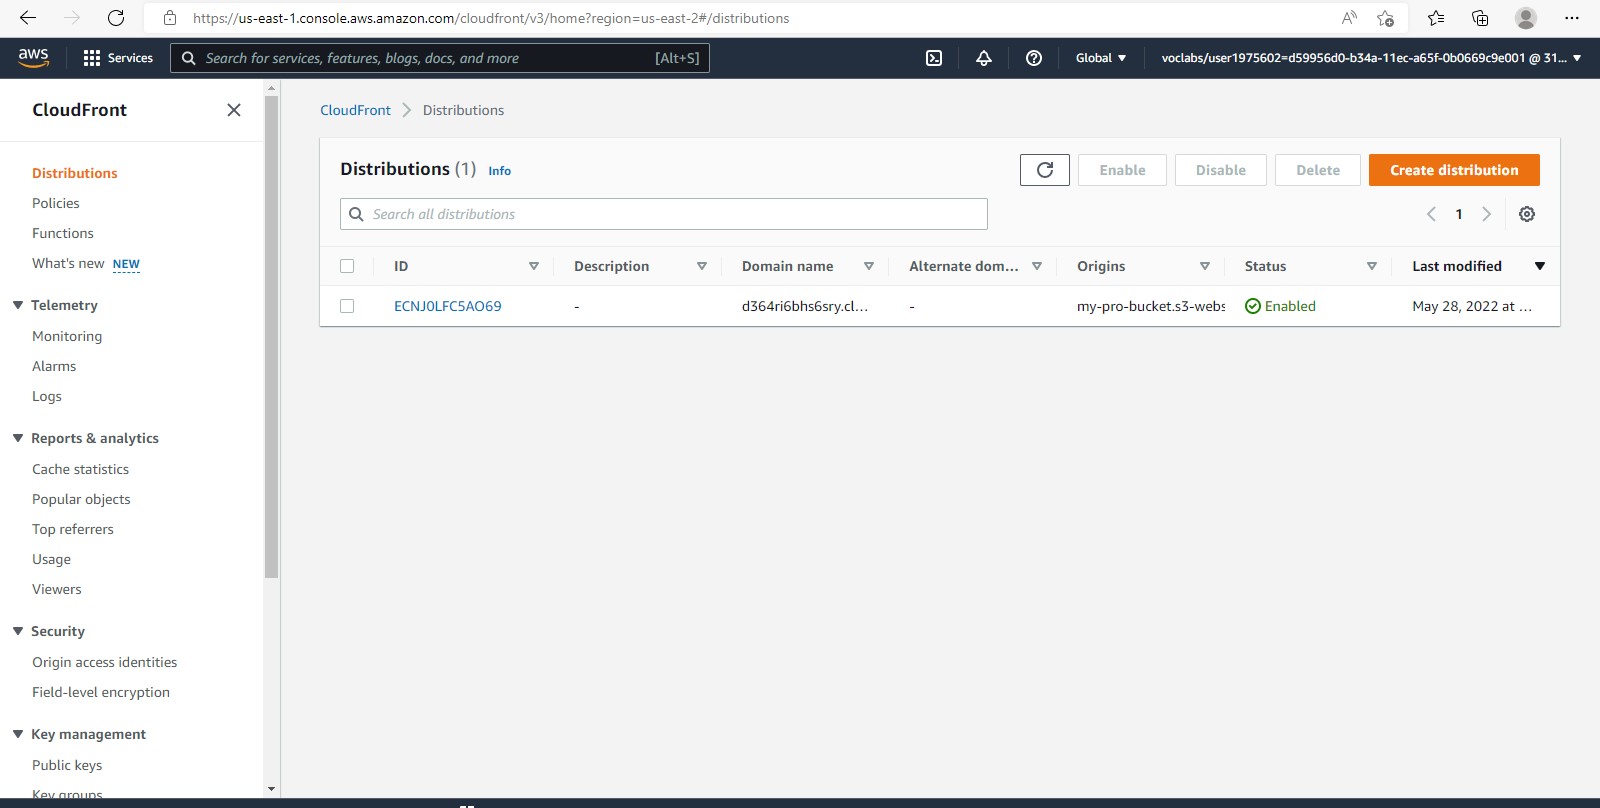 https://us-east-1.console.aws.amazon.com/cloudfront/v3/home?region=us-east-2#/distributions
aws
Services
Search for services, features, blogs, docs, and more
[Alt+S]
Global
voclabs/user1975602=d59956d0-b34a-11ec-a65f-0b0669c9e001 @ 31...
CloudFront
Distributions
Policies
Functions
What's new NEW
Telemetry
Monitoring
Alarms
Logs
Reports & analytics
Cache statistics
Popular objects
Top referrers
Usage
Viewers
Security
Origin access identities
Field-level encryption
Key management
Public keys
Key groups
CloudFront > Distributions
Distributions (1) Info
Enable
Disable
Delete
Create distribution
Search all distributions
1
ID Description Domain name Alternate dom... Origins Status Last modified
ECNJ0LFC5AO69 - d364ri6bhs6sry.cl... - my-pro-bucket.s3-webs Enabled May 28, 2022 at ...